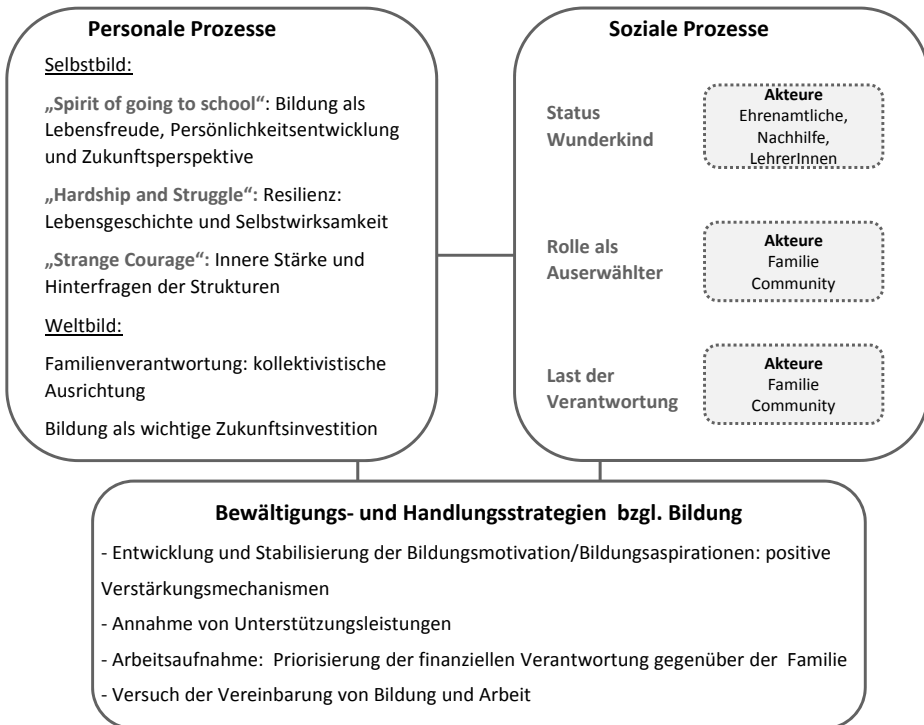 Personale Prozesse
Selbstbild:
„Spirit of going to school“: Bildung als
Lebensfreude, Persönlichkeitsentwicklung
und Zukunftsperspektive
„Hardship and Struggle“: Resilienz:
Lebensgeschichte und Selbstwirksamkeit
„Strange Courage“: Innere Stärke und
Hinterfragen der Strukturen
Weltbild:
Familienverantwortung: kollektivistische
Ausrichtung
Bildung als wichtige Zukunftsinvestition
Soziale Prozesse
Status
Wunderkind
Akteure
Ehrenamtliche,
Nachhilfe,
LehrerInnen
Rolle als
Auserwählter
Akteure
Familie
Community
Last der
Verantwortung
Akteure
Familie
Community
Bewältigungs- und Handlungsstrategien bzgl. Bildung
- Entwicklung und Stabilisierung der Bildungsmotivation/Bildungsaspirationen: positive
Verstärkungsmechanismen
- Annahme von Unterstützungsleistungen
- Arbeitsaufnahme: Priorisierung der finanziellen Verantwortung gegenüber der Familie
- Versuch der Vereinbarung von Bildung und Arbeit